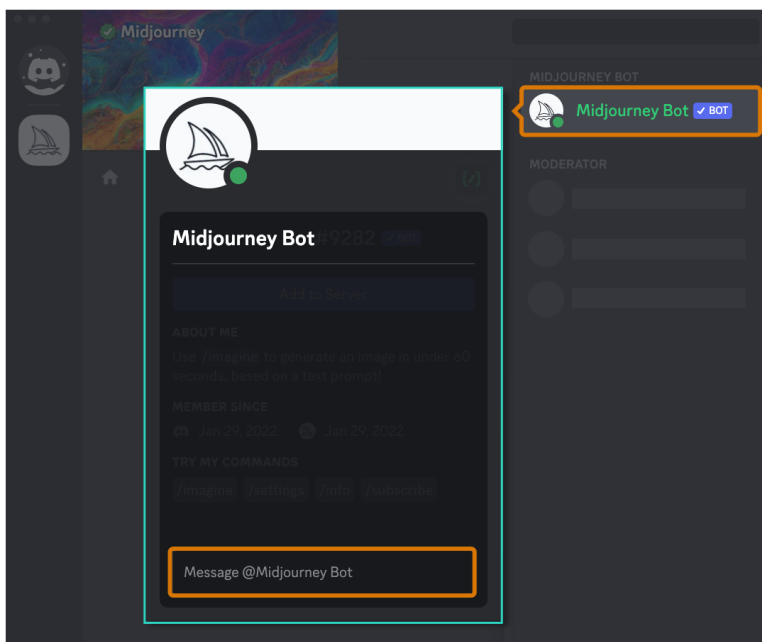 Midjourney
MIDJOURNEY BOT
Midjourney Bot ✓ BOT
MODERATOR
Midjourney Bot #9282 ✓ BOT
Add to Server
ABOUT ME
Use /imagine to generate an image in under 60
seconds, based on a text prompt!
MEMBER SINCE
Jan 29, 2022 Jan 29, 2022
TRY MY COMMANDS
/imagine /settings /info /subscribe
Message @Midjourney Bot